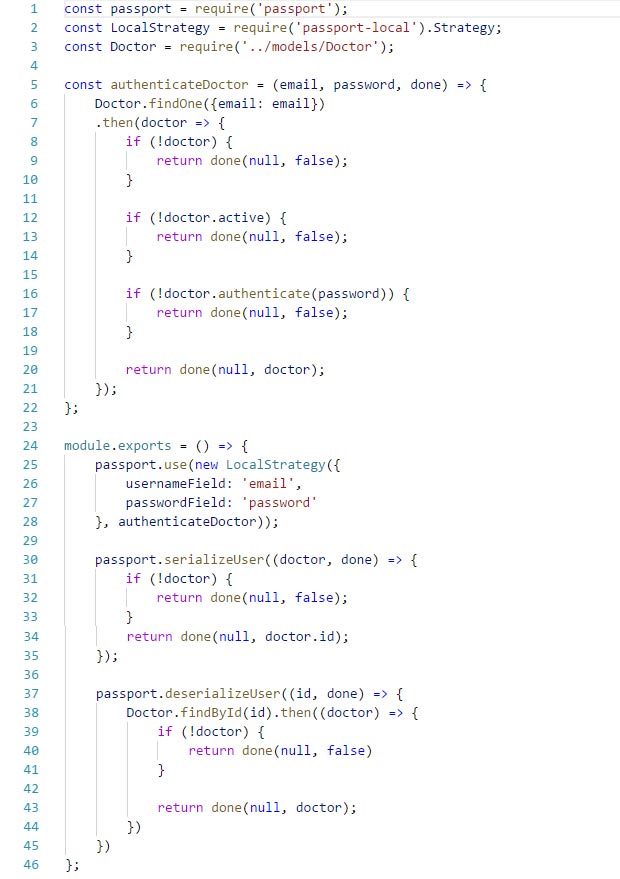 1 const passport = require('passport');
2 const LocalStrategy = require('passport-local').Strategy;
3 const Doctor = require('../models/Doctor');
4
5 const authenticateDoctor = (email, password, done) => {
6     Doctor.findOne({email: email})
7     .then(doctor => {
8         if (!doctor) {
9             return done(null, false);
10         }
11
12         if (!doctor.active) {
13             return done(null, false);
14         }
15
16         if (!doctor.authenticate(password)) {
17             return done(null, false);
18         }
19
20         return done(null, doctor);
21     });
22 };
23
24 module.exports = () => {
25     passport.use(new LocalStrategy({
26         usernameField: 'email',
27         passwordField: 'password'
28     }, authenticateDoctor));
29
30     passport.serializeUser((doctor, done) => {
31         if (!doctor) {
32             return done(null, false);
33         }
34         return done(null, doctor.id);
35     });
36
37     passport.deserializeUser((id, done) => {
38         Doctor.findById(id).then((doctor) => {
39             if (!doctor) {
40                 return done(null, false)
41             }
42
43             return done(null, doctor);
44         })
45     })
46 };